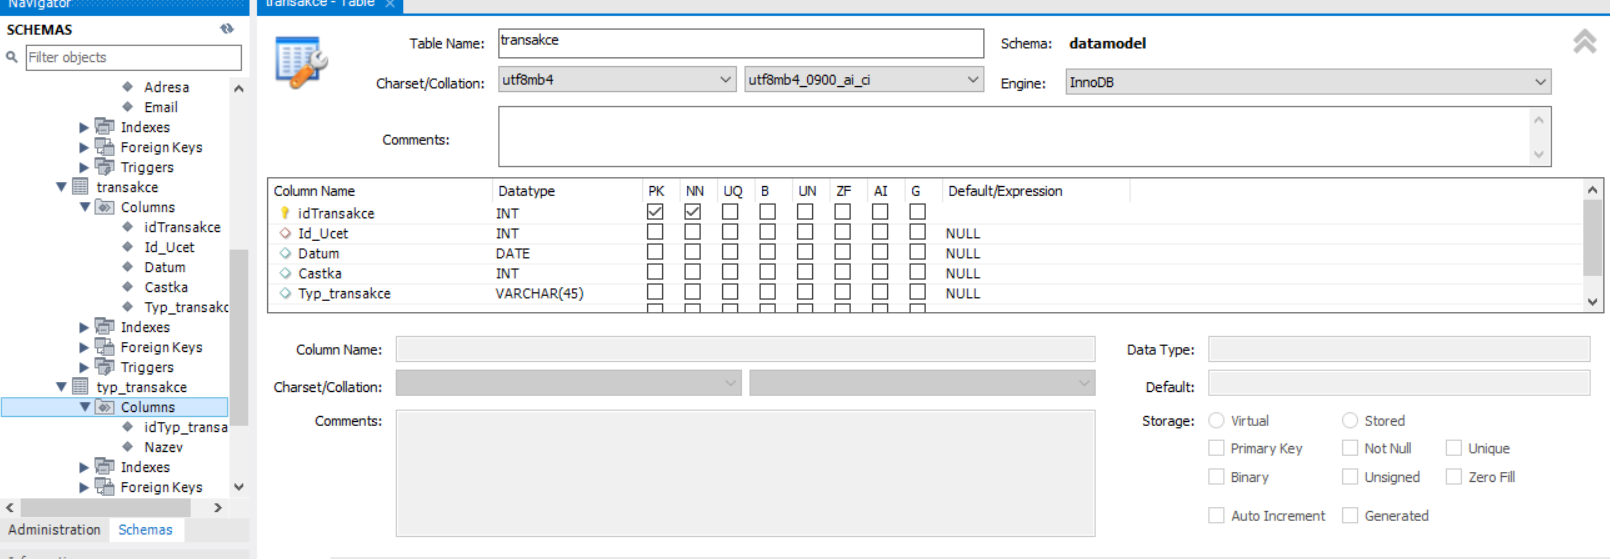 Navigator
transakce - Table ×
SCHEMAS
Filter objects
Adresa
Email
Indexes
Foreign Keys
Triggers
transakce
Columns
idTransakce
Id_Ucet
Datum
Castka
Typ_transakc
Indexes
Foreign Keys
Triggers
typ_transakce
Columns
idTyp_transa
Nazev
Indexes
Foreign Keys
Administration Schemas
Table Name: transakce Schema: datamodel
Charset/Collation: utf8mb4 utf8mb4_0900_ai_ci Engine: InnoDB
Comments:
Column Name Datatype PK NN UQ B UN ZF AI G Default/Expression
idTransakce INT
Id_Ucet INT NULL
Datum DATE NULL
Castka INT NULL
Typ_transakce VARCHAR(45) NULL
Column Name: Data Type:
Charset/Collation: Default:
Comments: Storage: Virtual Stored
Primary Key Not Null Unique
Binary Unsigned Zero Fill
Auto Increment Generated